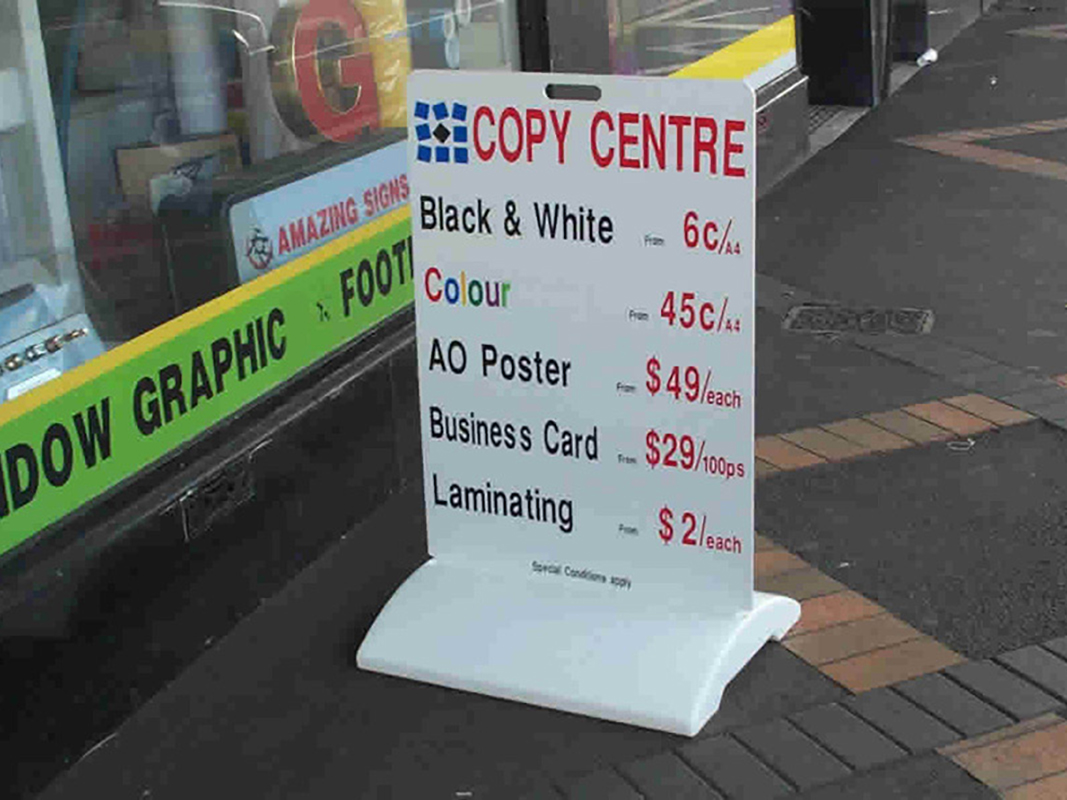 COPY CENTRE
Black & White From 6c/A4
Colour From 45c/A4
AO Poster From $49/each
Business Card From $29/100ps
Laminating From $2/each
Special Conditions apply
G
AMAZING SIGNS
NDOW GRAPHIC FOOT